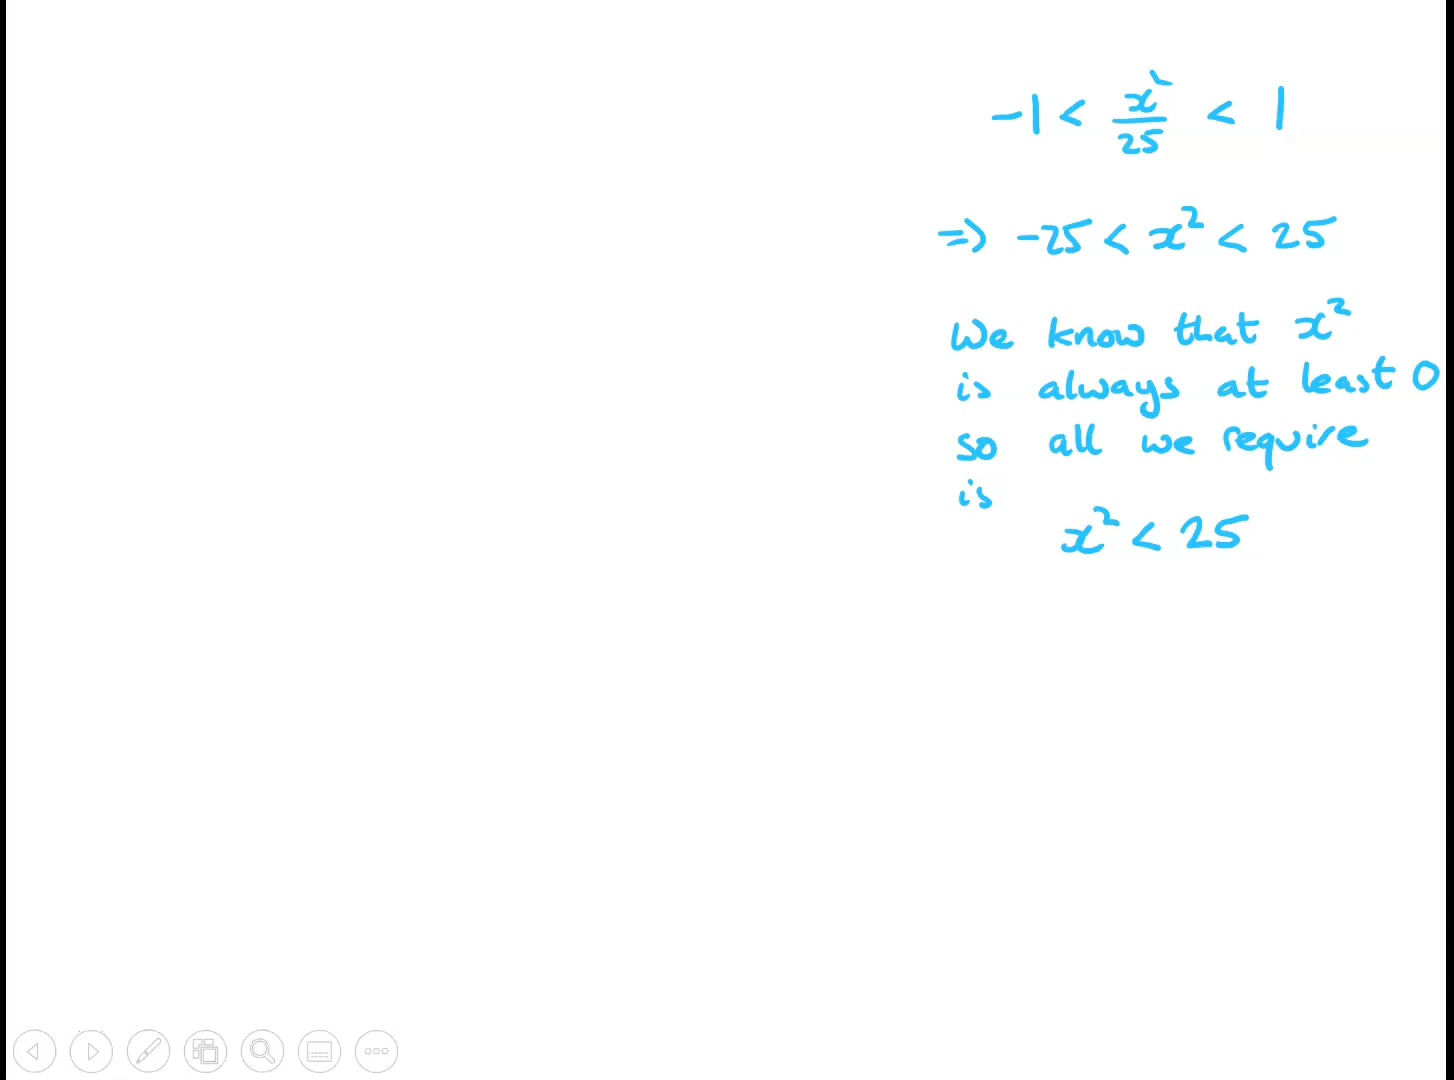 -1 < x²/25 < 1
=> -25 < x² < 25
We know that x²
is always at least 0
so all we require
is
x² < 25